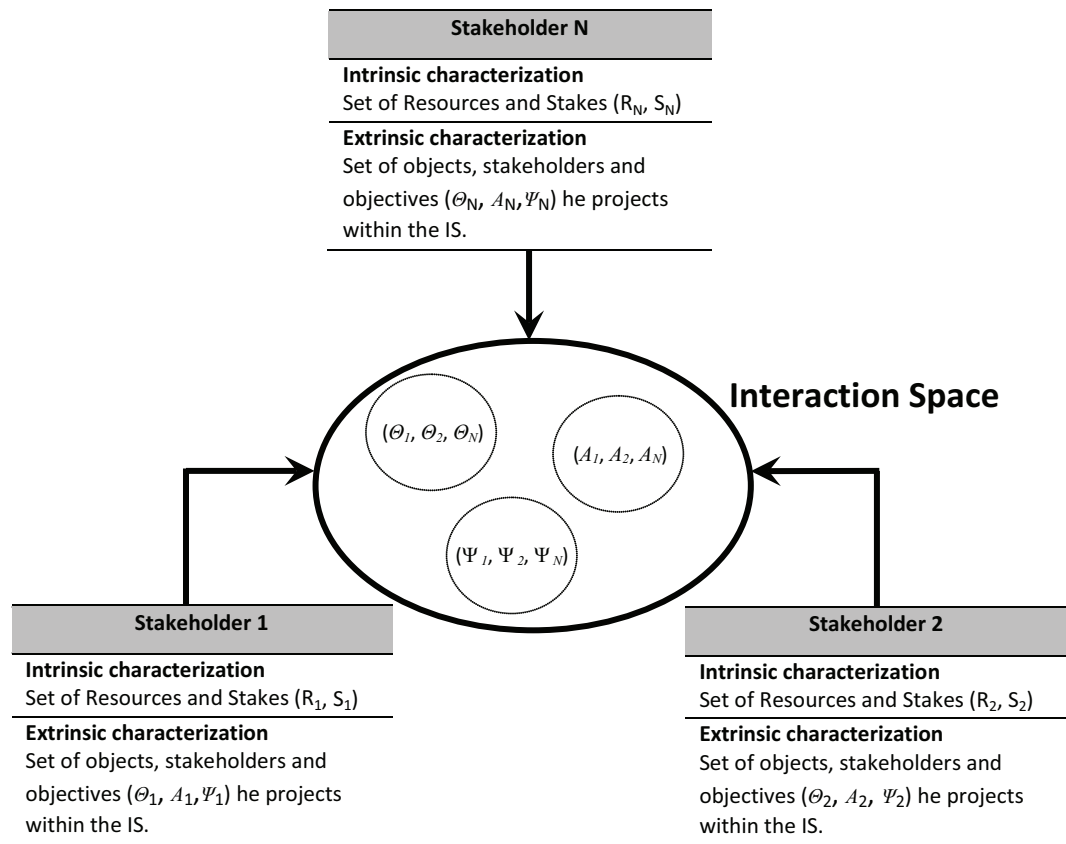 Stakeholder N
Intrinsic characterization
Set of Resources and Stakes (R_N, S_N)
Extrinsic characterization
Set of objects, stakeholders and
objectives (Θ_N, A_N,Ψ_N) he projects
within the IS.
Interaction Space
(Θ_1, Θ_2, Θ_N)
(A_1, A_2, A_N)
(Ψ_1, Ψ_2, Ψ_N)
Stakeholder 1
Intrinsic characterization
Set of Resources and Stakes (R_1, S_1)
Extrinsic characterization
Set of objects, stakeholders and
objectives (Θ_1, A_1,Ψ_1) he projects
within the IS.
Stakeholder 2
Intrinsic characterization
Set of Resources and Stakes (R_2, S_2)
Extrinsic characterization
Set of objects, stakeholders and
objectives (Θ_2, A_2, Ψ_2) he projects
within the IS.